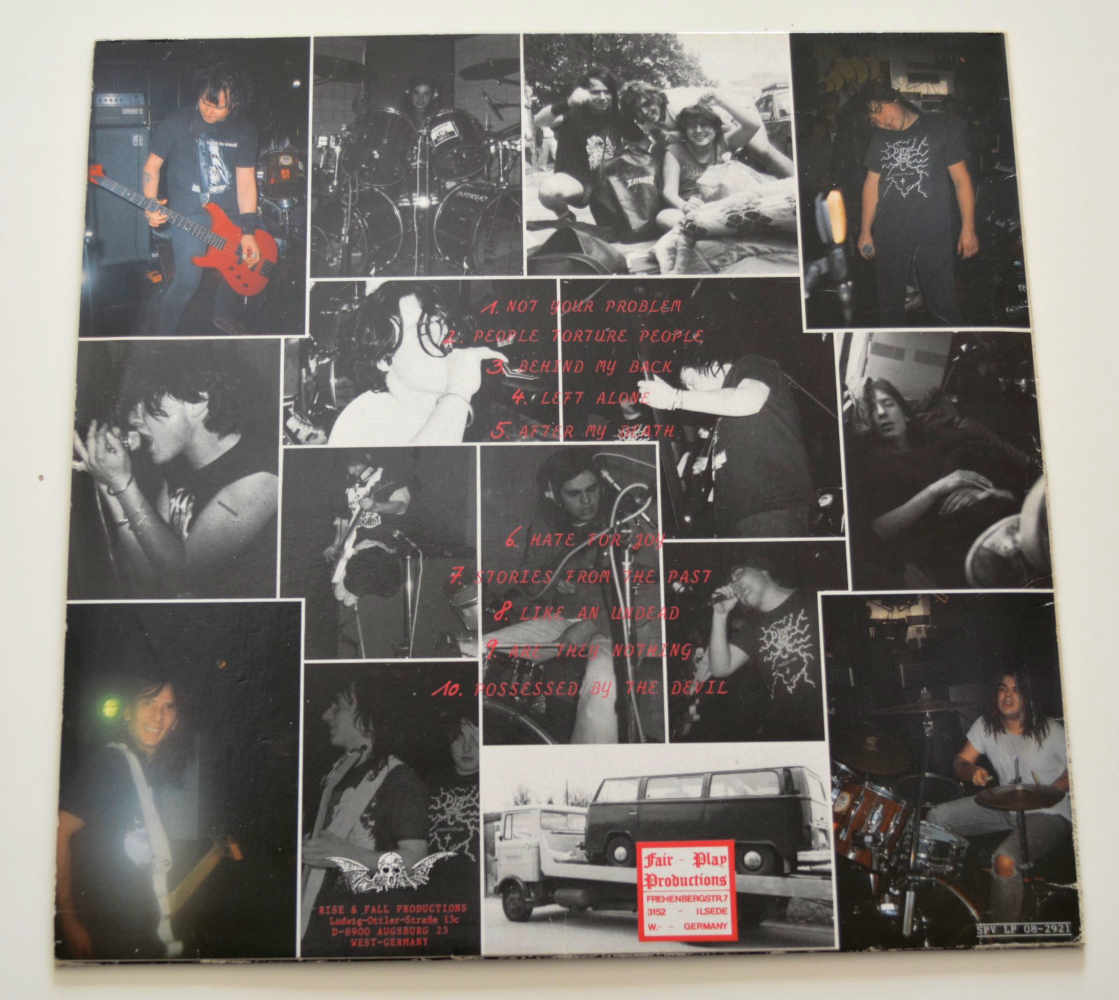 1. NOT YOUR PROBLEM
2. PEOPLE TORTURE PEOPLE
3. BEHIND MY BACK
4. LEFT ALONE
5. AFTER MY DEATH
6. HATE FOR JOY
7. STORIES FROM THE PAST
8. LIKE AN UNDEAD
9. ARE THEY NOTHING
10. POSSESSED BY THE DEVIL
RISE & FALL PRODUCTIONS
Ludwig-Ottler-Straße 13c
D-8900 AUGSBURG 23
WEST-GERMANY
Fair - Play
Productions
FREHENBERGSTR.7
3152 - ILSEDE
W.- GERMANY
SPV LP 08-2921